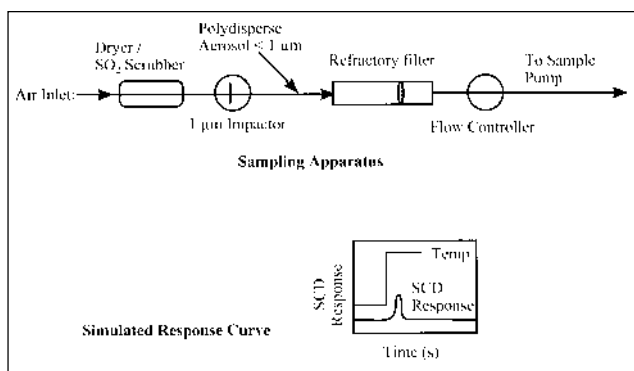 Polydisperse
Aerosol < 1 µm
Dryer /
SO₂ Scrubber
Refractory filter
To Sample
Pump
Air Inlet:
1 µm Impactor
Flow Controller
Sampling Apparatus
SCD
Response
Temp
SCD
Response
Simulated Response Curve
Time (s)